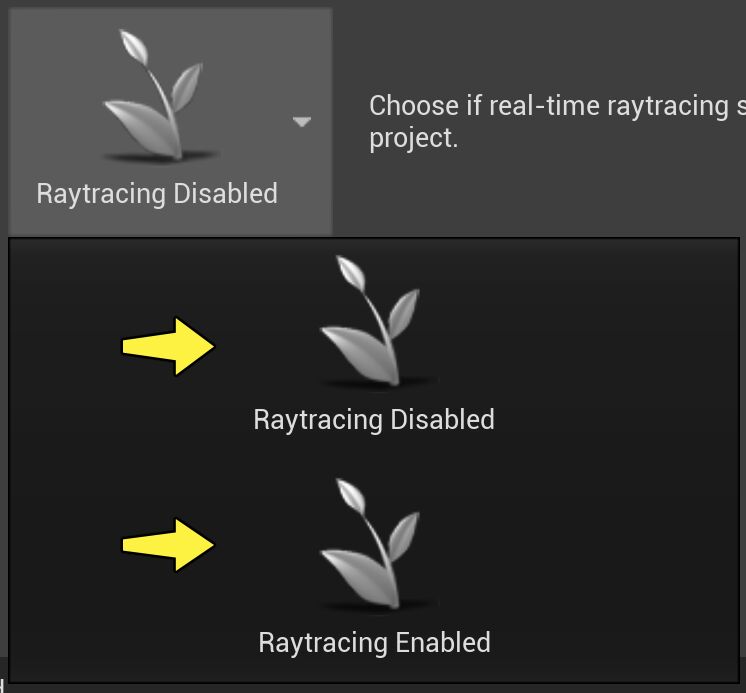 Choose if real-time raytracing
project.
Raytracing Disabled
Raytracing Disabled
Raytracing Enabled